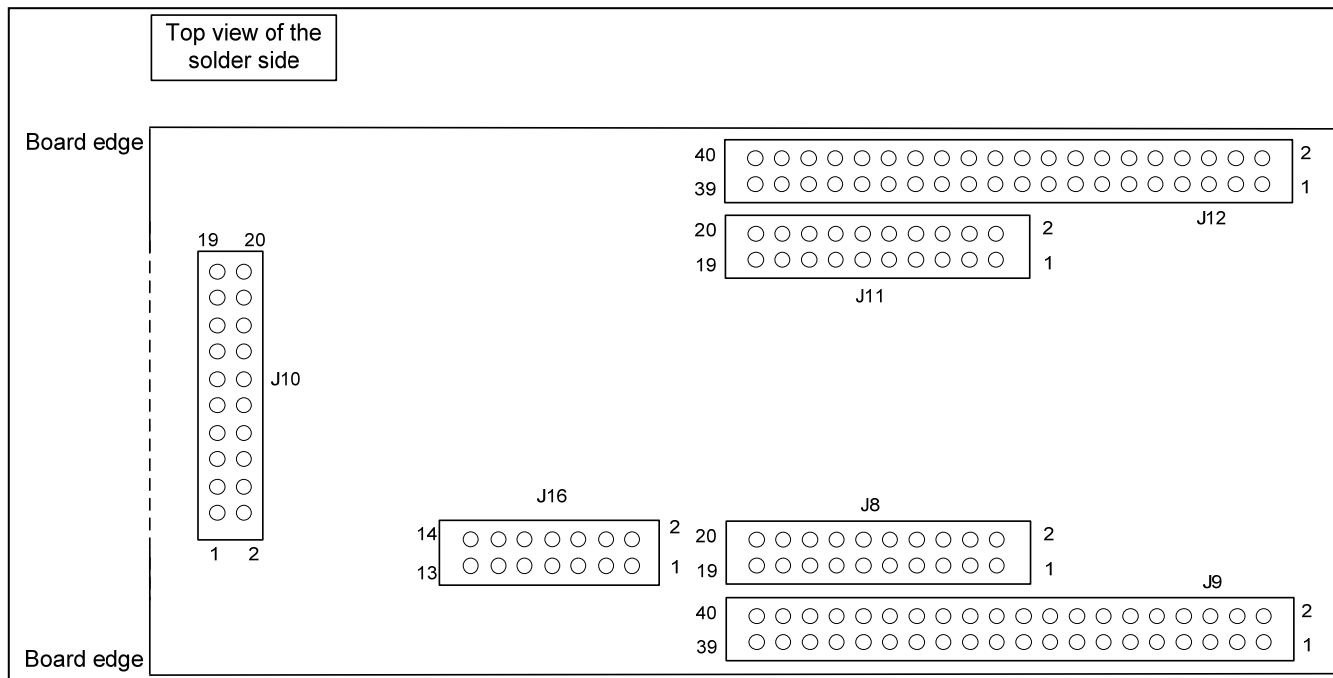 Top view of the
solder side
Board edge
40 2
39 1
J12
20 2
19 1
J11
19 20
J10
1 2
J16
14 2
13 1
J8
20 2
19 1
J9
40 2
39 1
Board edge